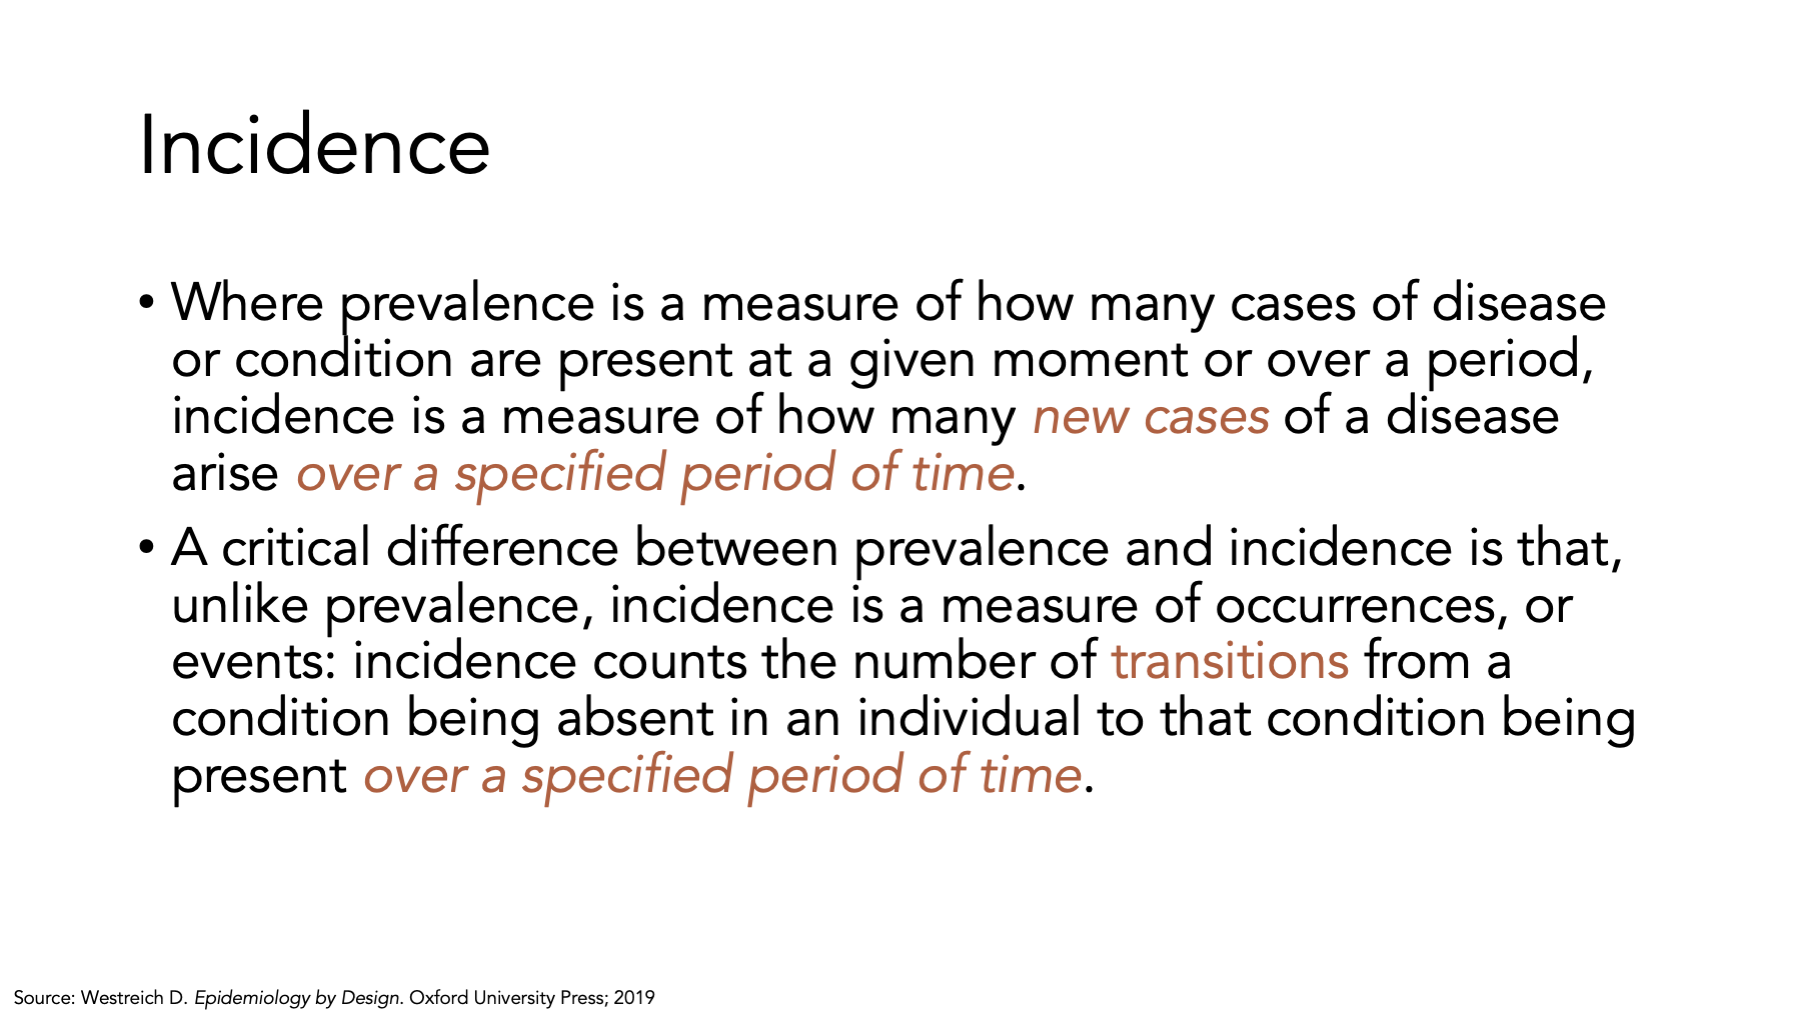 Incidence
• Where prevalence is a measure of how many cases of disease
or condition are present at a given moment or over a period,
incidence is a measure of how many new cases of a disease
arise over a specified period of time.
• A critical difference between prevalence and incidence is that,
unlike prevalence, incidence is a measure of occurrences, or
events: incidence counts the number of transitions from a
condition being absent in an individual to that condition being
present over a specified period of time.
Source: Westreich D. Epidemiology by Design. Oxford University Press; 2019